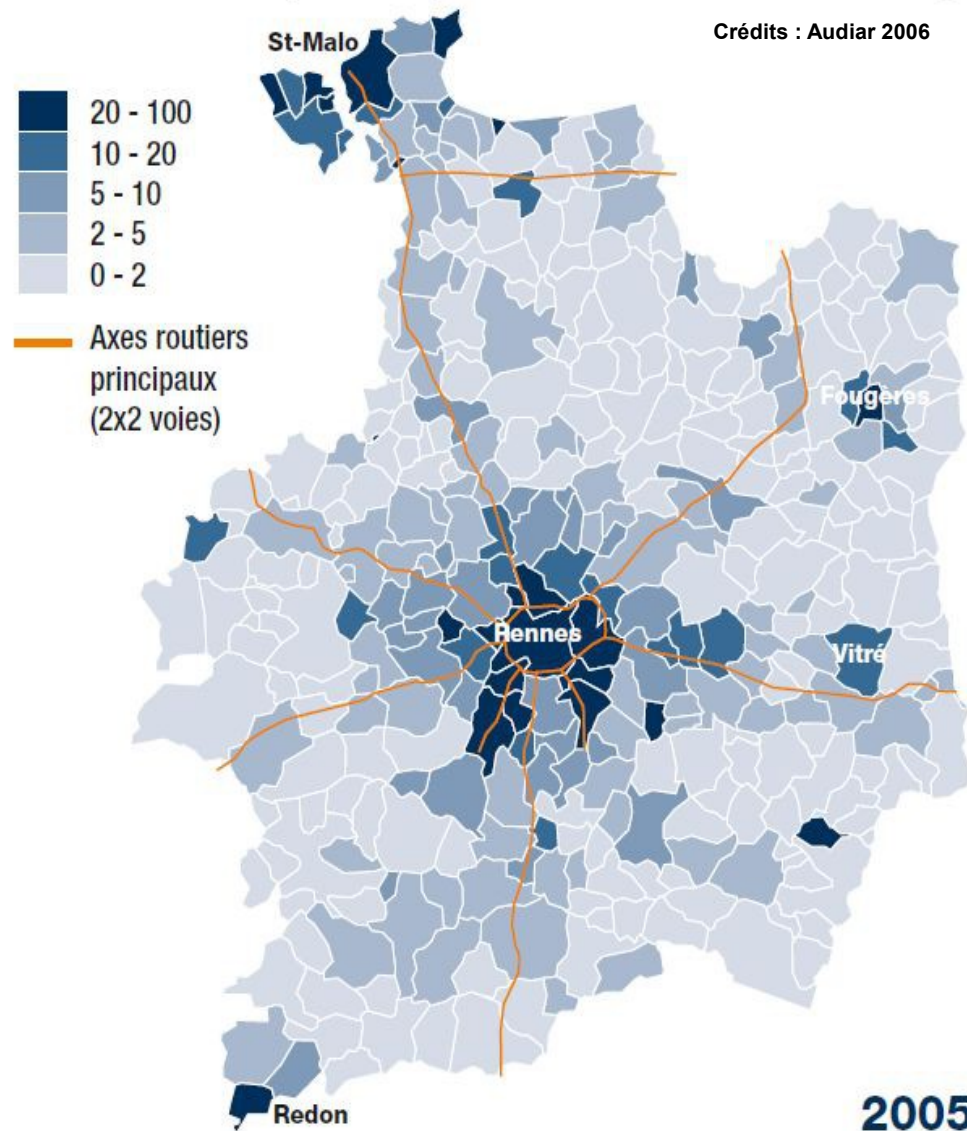 Crédits : Audiar 2006
St-Malo
20 - 100
10 - 20
5 - 10
2 - 5
0 - 2
Axes routiers
principaux
(2x2 voies)
Fougères
Rennes
Vitré
Redon
2005